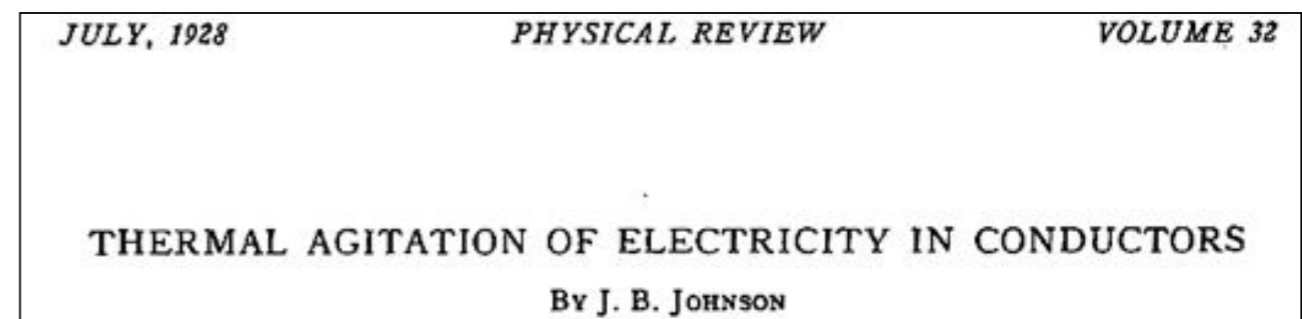 JULY, 1928 PHYSICAL REVIEW VOLUME 32
THERMAL AGITATION OF ELECTRICITY IN CONDUCTORS
BY J. B. JOHNSON